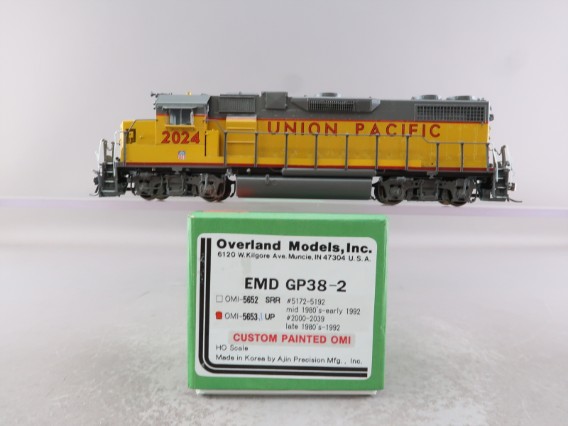 2024
UNION PACIFIC
Overland Models, Inc.
6120 W. Kilgore Ave. Muncie, IN 47304 U.S.A.
EMD GP38-2
OMI-5652 SRR #5172-5192
mid 1980's-early 1992
OMI-5653.1 UP #2000-2039
late 1980's-1992
CUSTOM PAINTED OMI
HO Scale
Made in Korea by Ajin Precision Mfg., Inc.